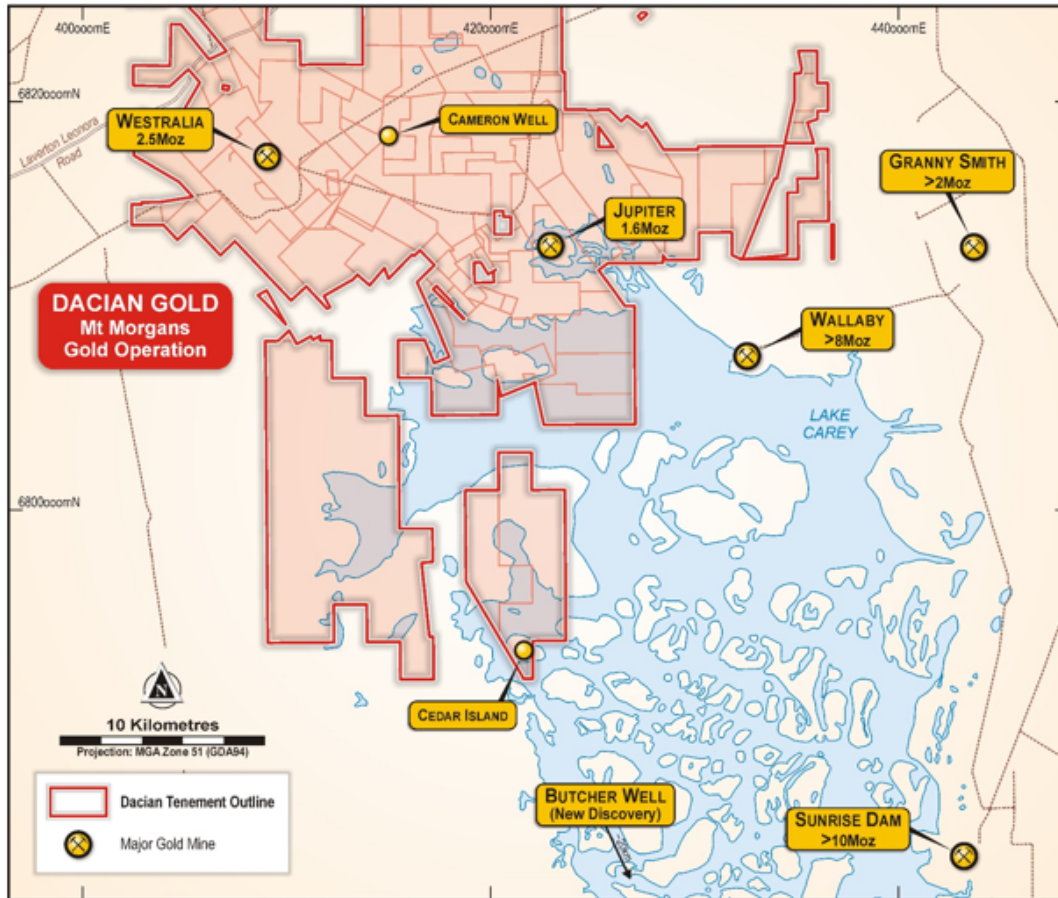 400000mE
420000mE
440000mE
6820000mN
Laverton Leonora
Road
WESTRALIA
2.5Moz
CAMERON WELL
GRANNY SMITH
>2Moz
JUPITER
1.6Moz
DACIAN GOLD
Mt Morgans
Gold Operation
WALLABY
>8Moz
LAKE
CAREY
6800000mN
CEDAR ISLAND
N
10 Kilometres
Projection: MGA Zone 51 (GDA94)
Dacian Tenement Outline
Major Gold Mine
BUTCHER WELL
(New Discovery)
~20km
SUNRISE DAM
>10Moz